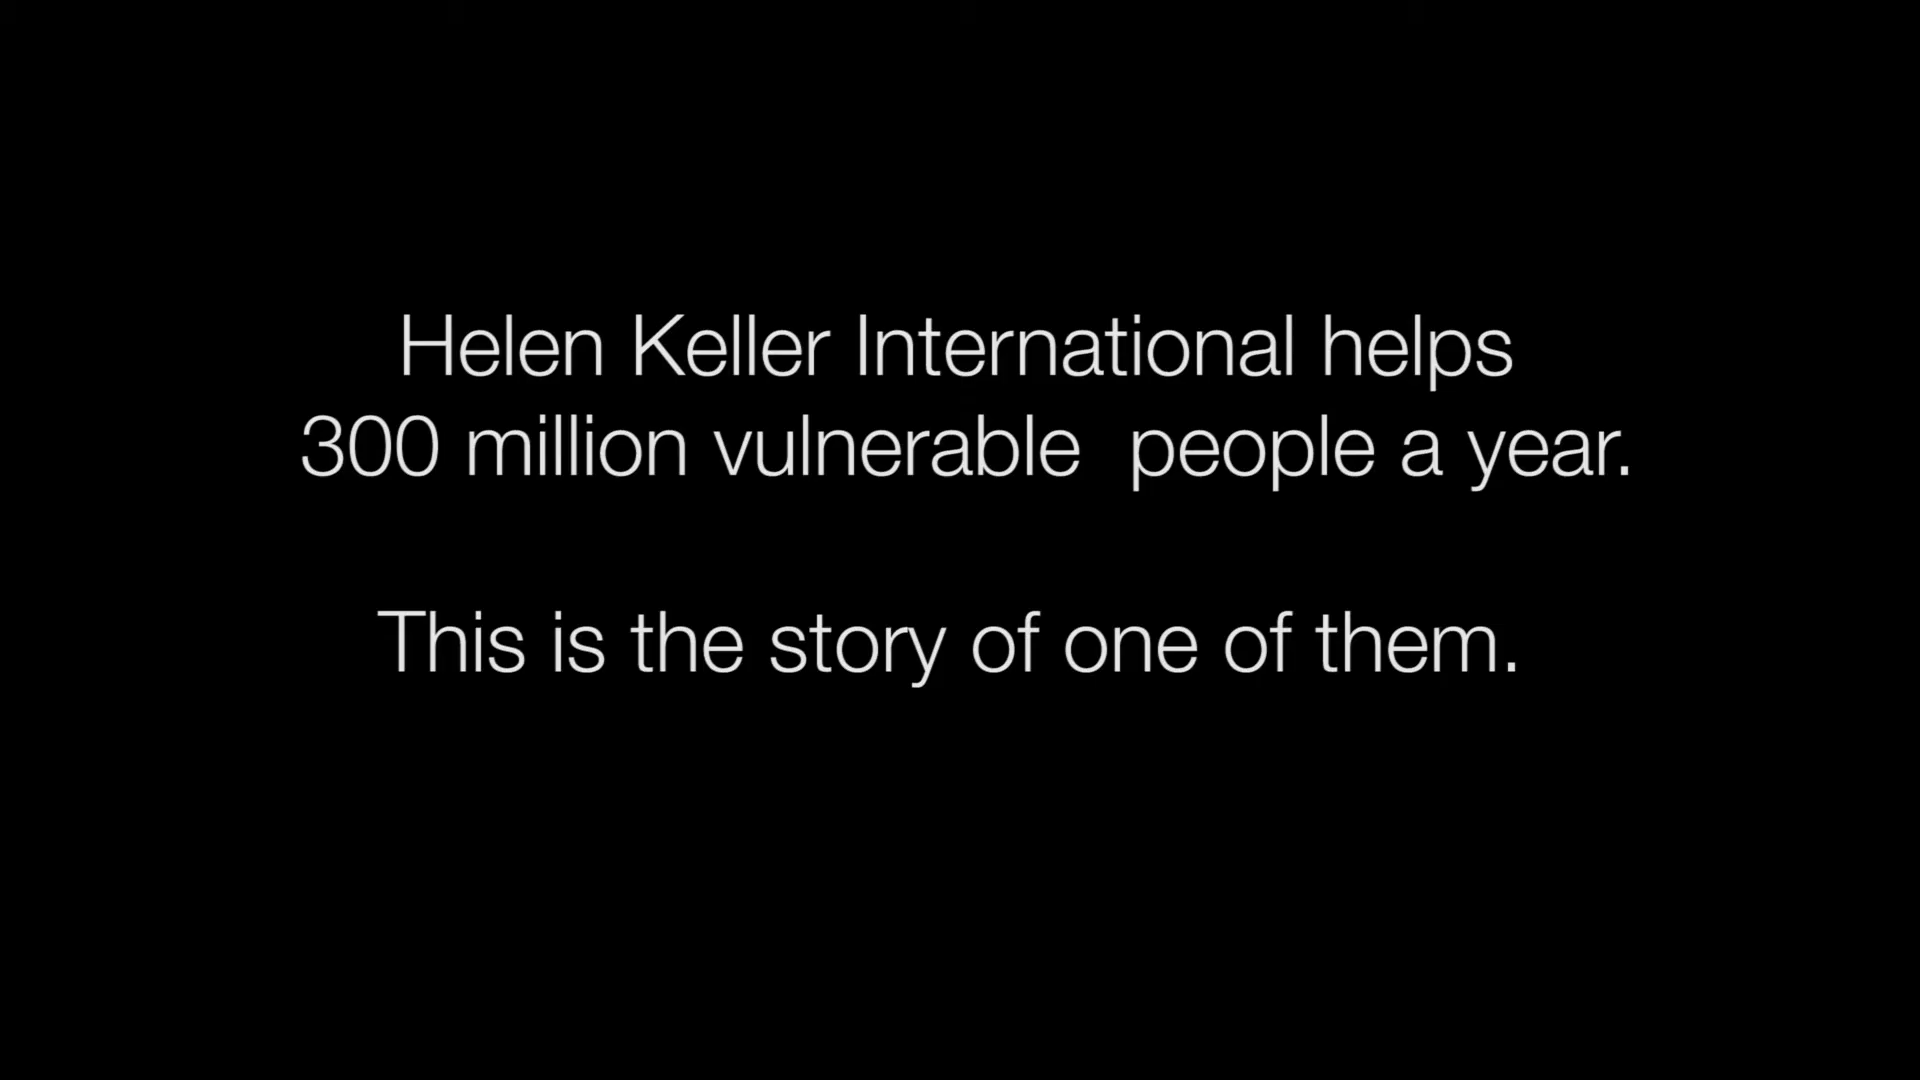 Helen Keller International helps
300 million vulnerable  people a year.
This is the story of one of them.